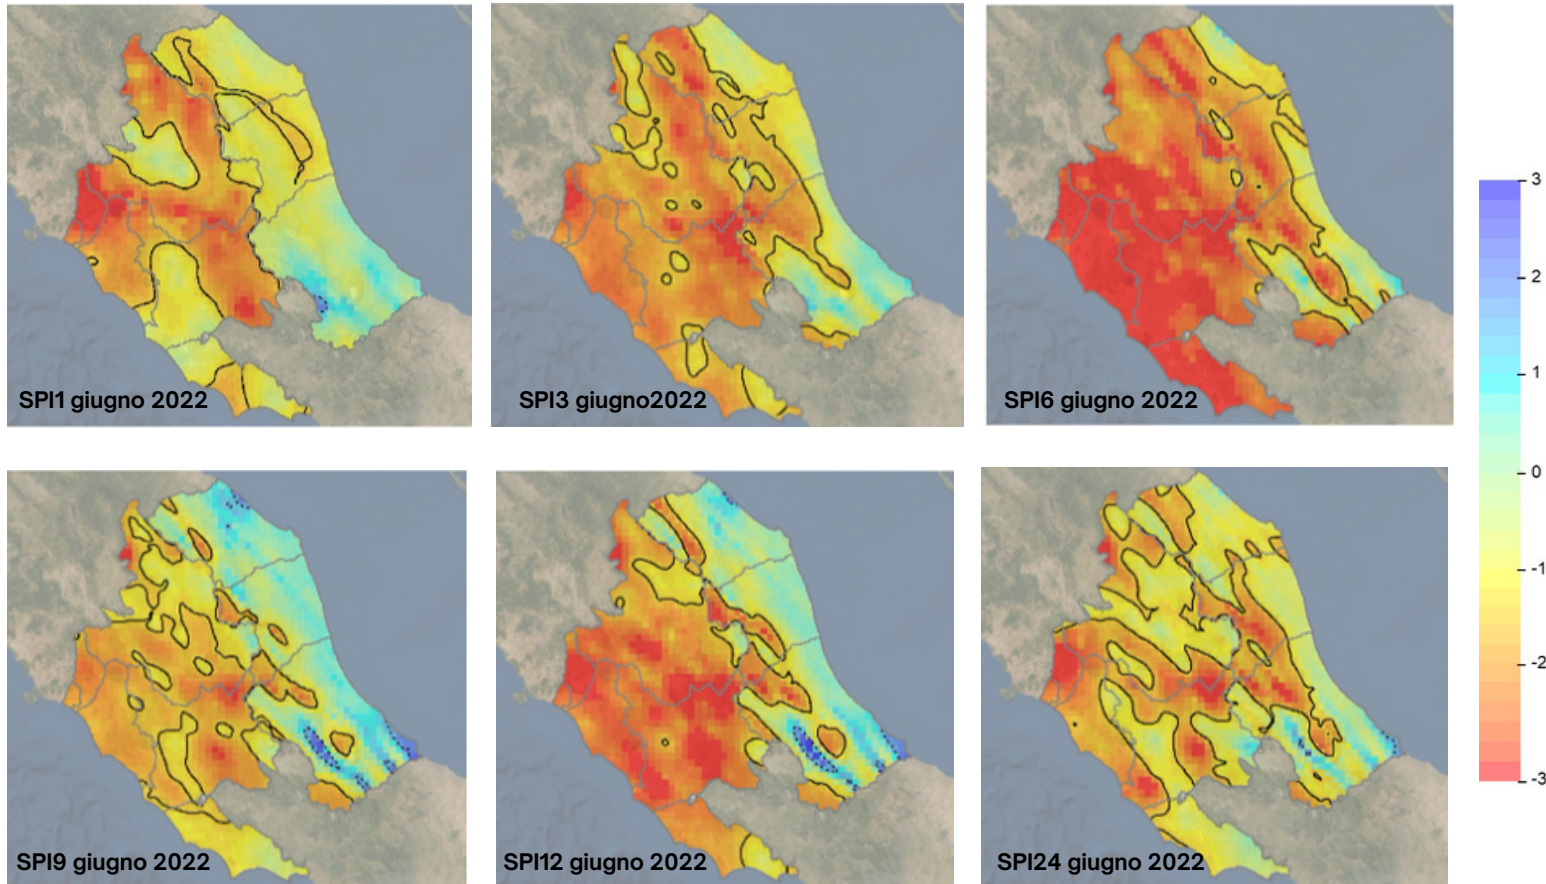 SPI1 giugno 2022
SPI3 giugno2022
SPI6 giugno 2022
3
2
1
0
-1
-2
-3
SPI9 giugno 2022
SPI12 giugno 2022
SPI24 giugno 2022